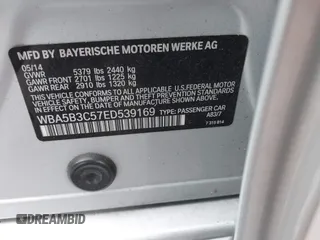 MFD BY BAYERISCHE MOTOREN WERKE AG
05/14
GVWR 5379 lbs 2440 kg
GAWR FRONT 2701 lbs 1225 kg
GAWR REAR 2910 lbs 1320 kg
THIS VEHICLE CONFORMS TO ALL APPLICABLE U.S. FEDERAL MOTOR
VEHICLE SAFETY, BUMPER, AND THEFT PREVENTION STANDARDS
IN EFFECT ON THE DATE OF MANUFACTURE SHOWN ABOVE.
WBA5B3C57ED539169 TYPE: PASSENGER CAR
A83/7
DREAMBID